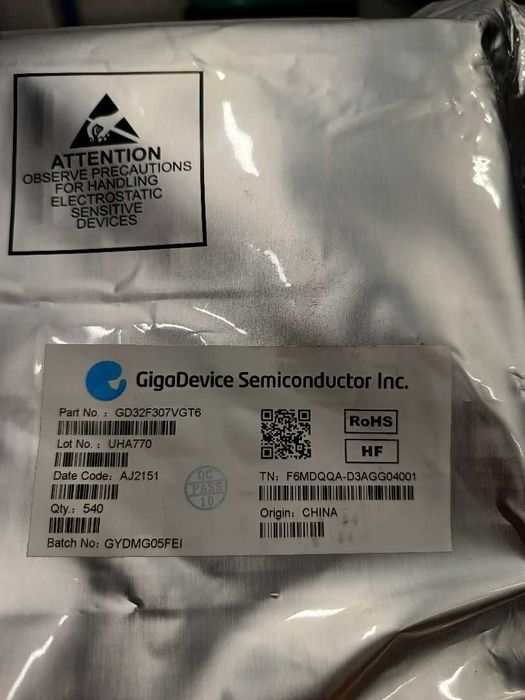 ATTENTION
OBSERVE PRECAUTIONS
FOR HANDLING
ELECTROSTATIC
SENSITIVE
DEVICES
GigaDevice Semiconductor Inc.
Part No. : GD32F307VGT6
Lot No. : UHA770
Date Code: AJ2151
Qty.: 540
Batch No: GYDMG05FEI
QC
PASS
10
RoHS
HF
TN: F6MDQQA-D3AGG04001
Origin: CHINA